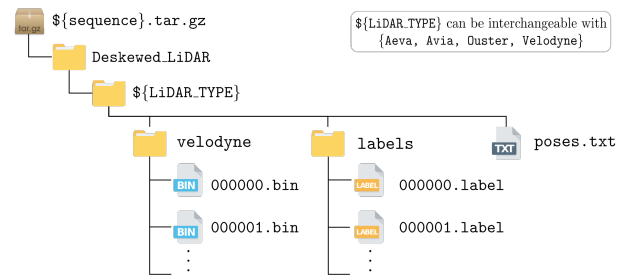 tar.gz
${sequence}.tar.gz
${LiDAR_TYPE} can be interchangeable with
{Aeva, Avia, Ouster, Velodyne}
Deskewed_LiDAR
${LiDAR_TYPE}
velodyne
labels
TXT
poses.txt
BIN
000000.bin
LABEL
000000.label
BIN
000001.bin
LABEL
000001.label